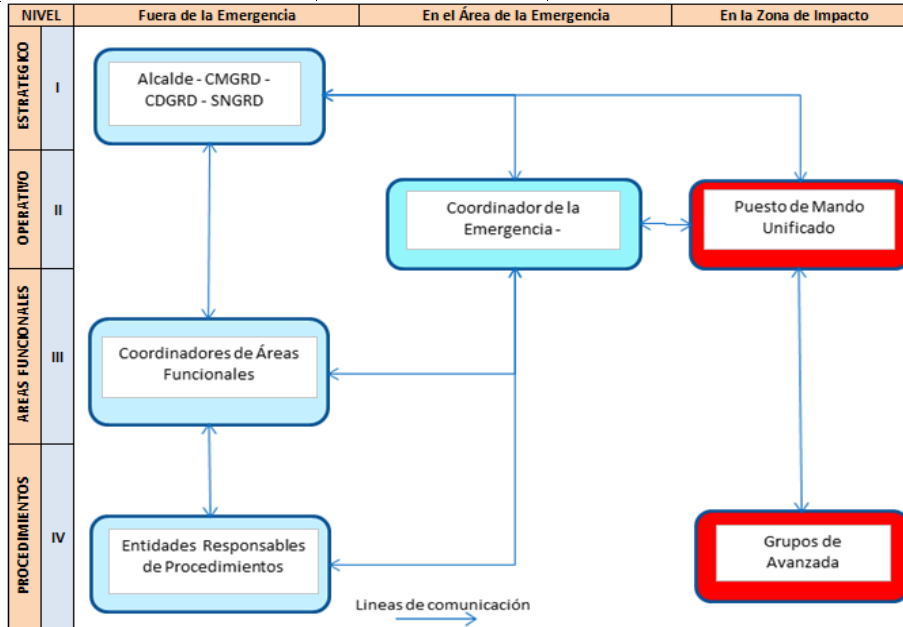 NIVEL
Fuera de la Emergencia
En el Área de la Emergencia
En la Zona de Impacto
ESTRATEGICO
I
Alcalde - CMGRD -
CDGRD - SNGRD
OPERATIVO
II
Coordinador de la
Emergencia -
Puesto de Mando
Unificado
AREAS FUNCIONALES
III
Coordinadores de Áreas
Funcionales
PROCEDIMIENTOS
IV
Entidades Responsables
de Procedimientos
Grupos de
Avanzada
Lineas de comunicación